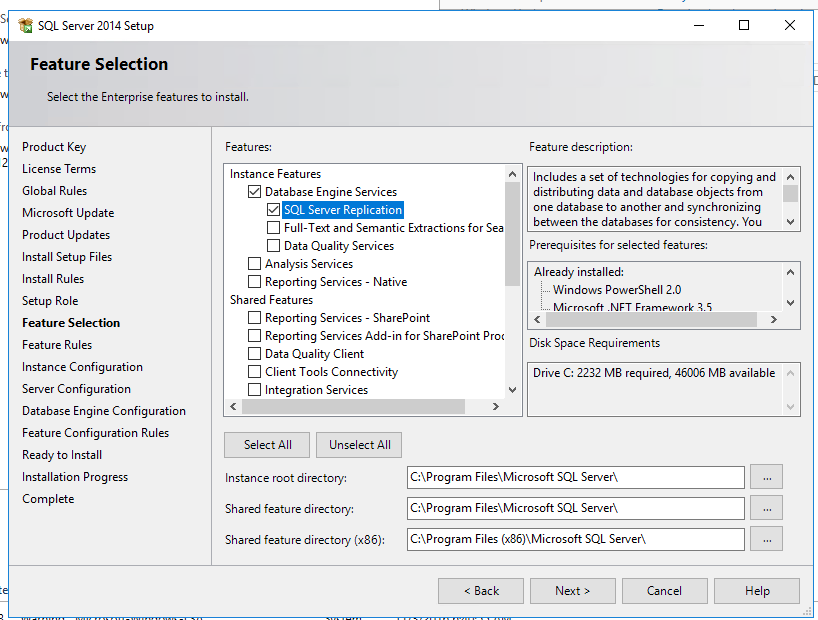 SQL Server 2014 Setup
Feature Selection
Select the Enterprise features to install.
Product Key
License Terms
Global Rules
Microsoft Update
Product Updates
Install Setup Files
Install Rules
Setup Role
Feature Selection
Feature Rules
Instance Configuration
Server Configuration
Database Engine Configuration
Feature Configuration Rules
Ready to Install
Installation Progress
Complete
Features:
Instance Features
Database Engine Services
SQL Server Replication
Full-Text and Semantic Extractions for Sea
Data Quality Services
Analysis Services
Reporting Services - Native
Shared Features
Reporting Services - SharePoint
Reporting Services Add-in for SharePoint Prod
Data Quality Client
Client Tools Connectivity
Integration Services
Select All
Unselect All
Feature description:
Includes a set of technologies for copying and
distributing data and database objects from
one database to another and synchronizing
between the databases for consistency. You
Prerequisites for selected features:
Already installed:
Windows PowerShell 2.0
Microsoft .NET Framework 3.5
Disk Space Requirements
Drive C: 2232 MB required, 46006 MB available
Instance root directory:
C:\Program Files\Microsoft SQL Server\
...
Shared feature directory:
C:\Program Files\Microsoft SQL Server\
...
Shared feature directory (x86):
C:\Program Files (x86)\Microsoft SQL Server\
...
< Back
Next >
Cancel
Help